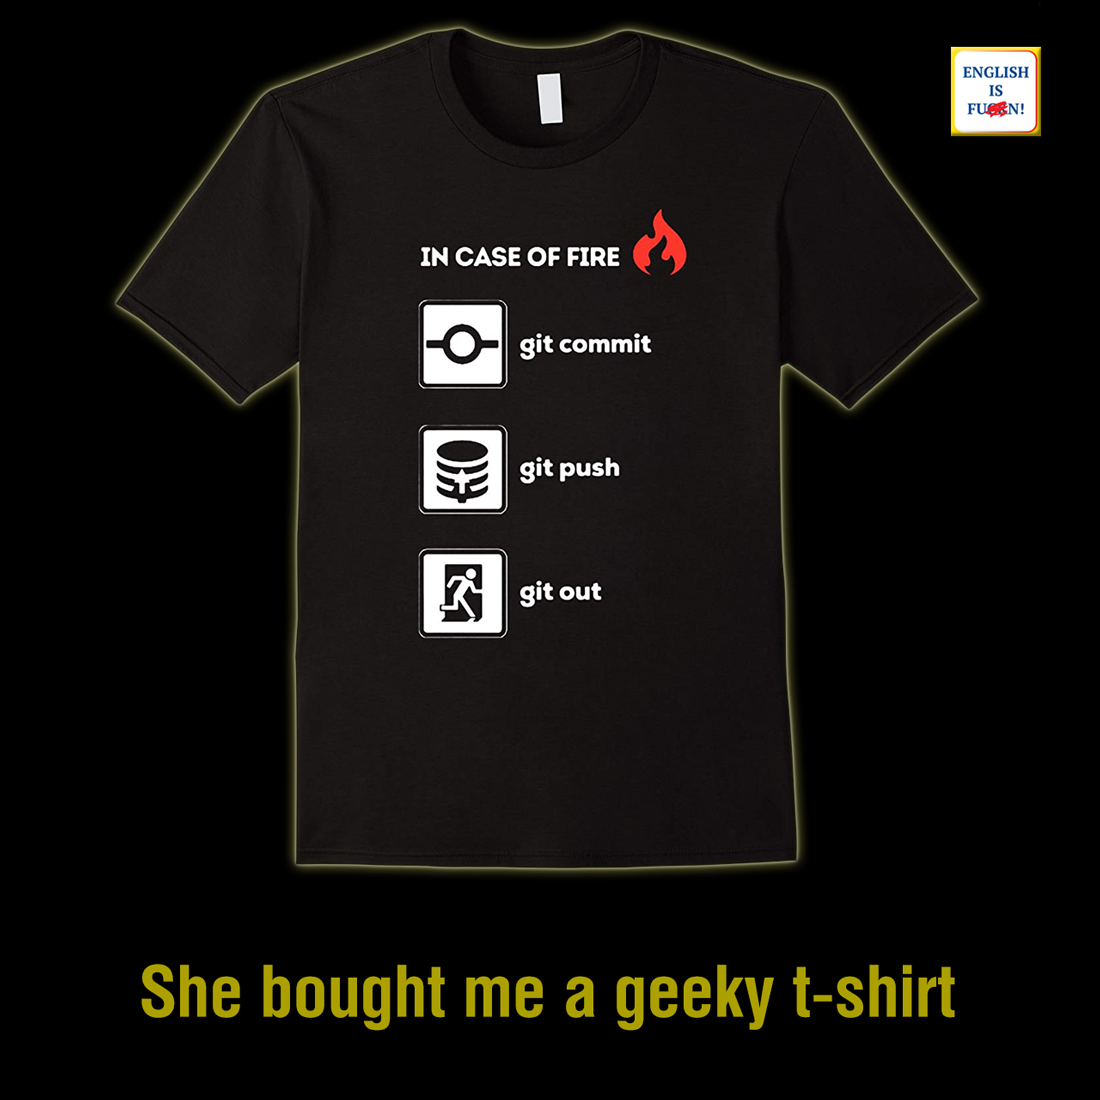 ENGLISH
IS
IN CASE OF FIRE
git commit
git push
git out
She bought me a geeky t-shirt